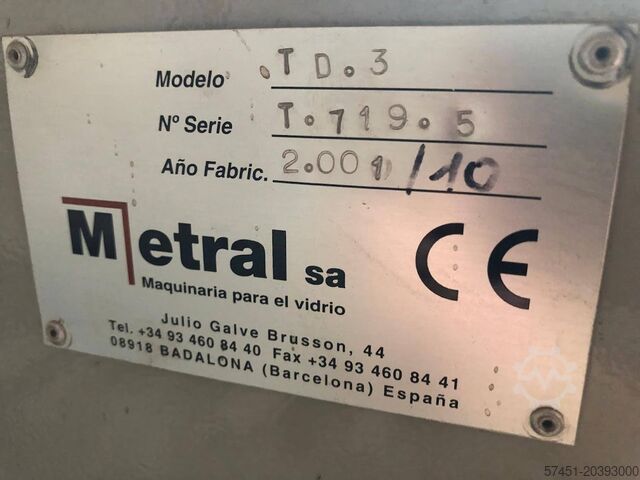 Modelo .TD.3
Nº Serie T.719.5
Año Fabric. 2.001/10
Metral sa
Maquinaria para el vidrio
CE
Julio Galve Brusson, 44
Tel. +34 93 460 84 40 Fax +34 93 460 84 41
08918 BADALONA (Barcelona) España
57451-20393000